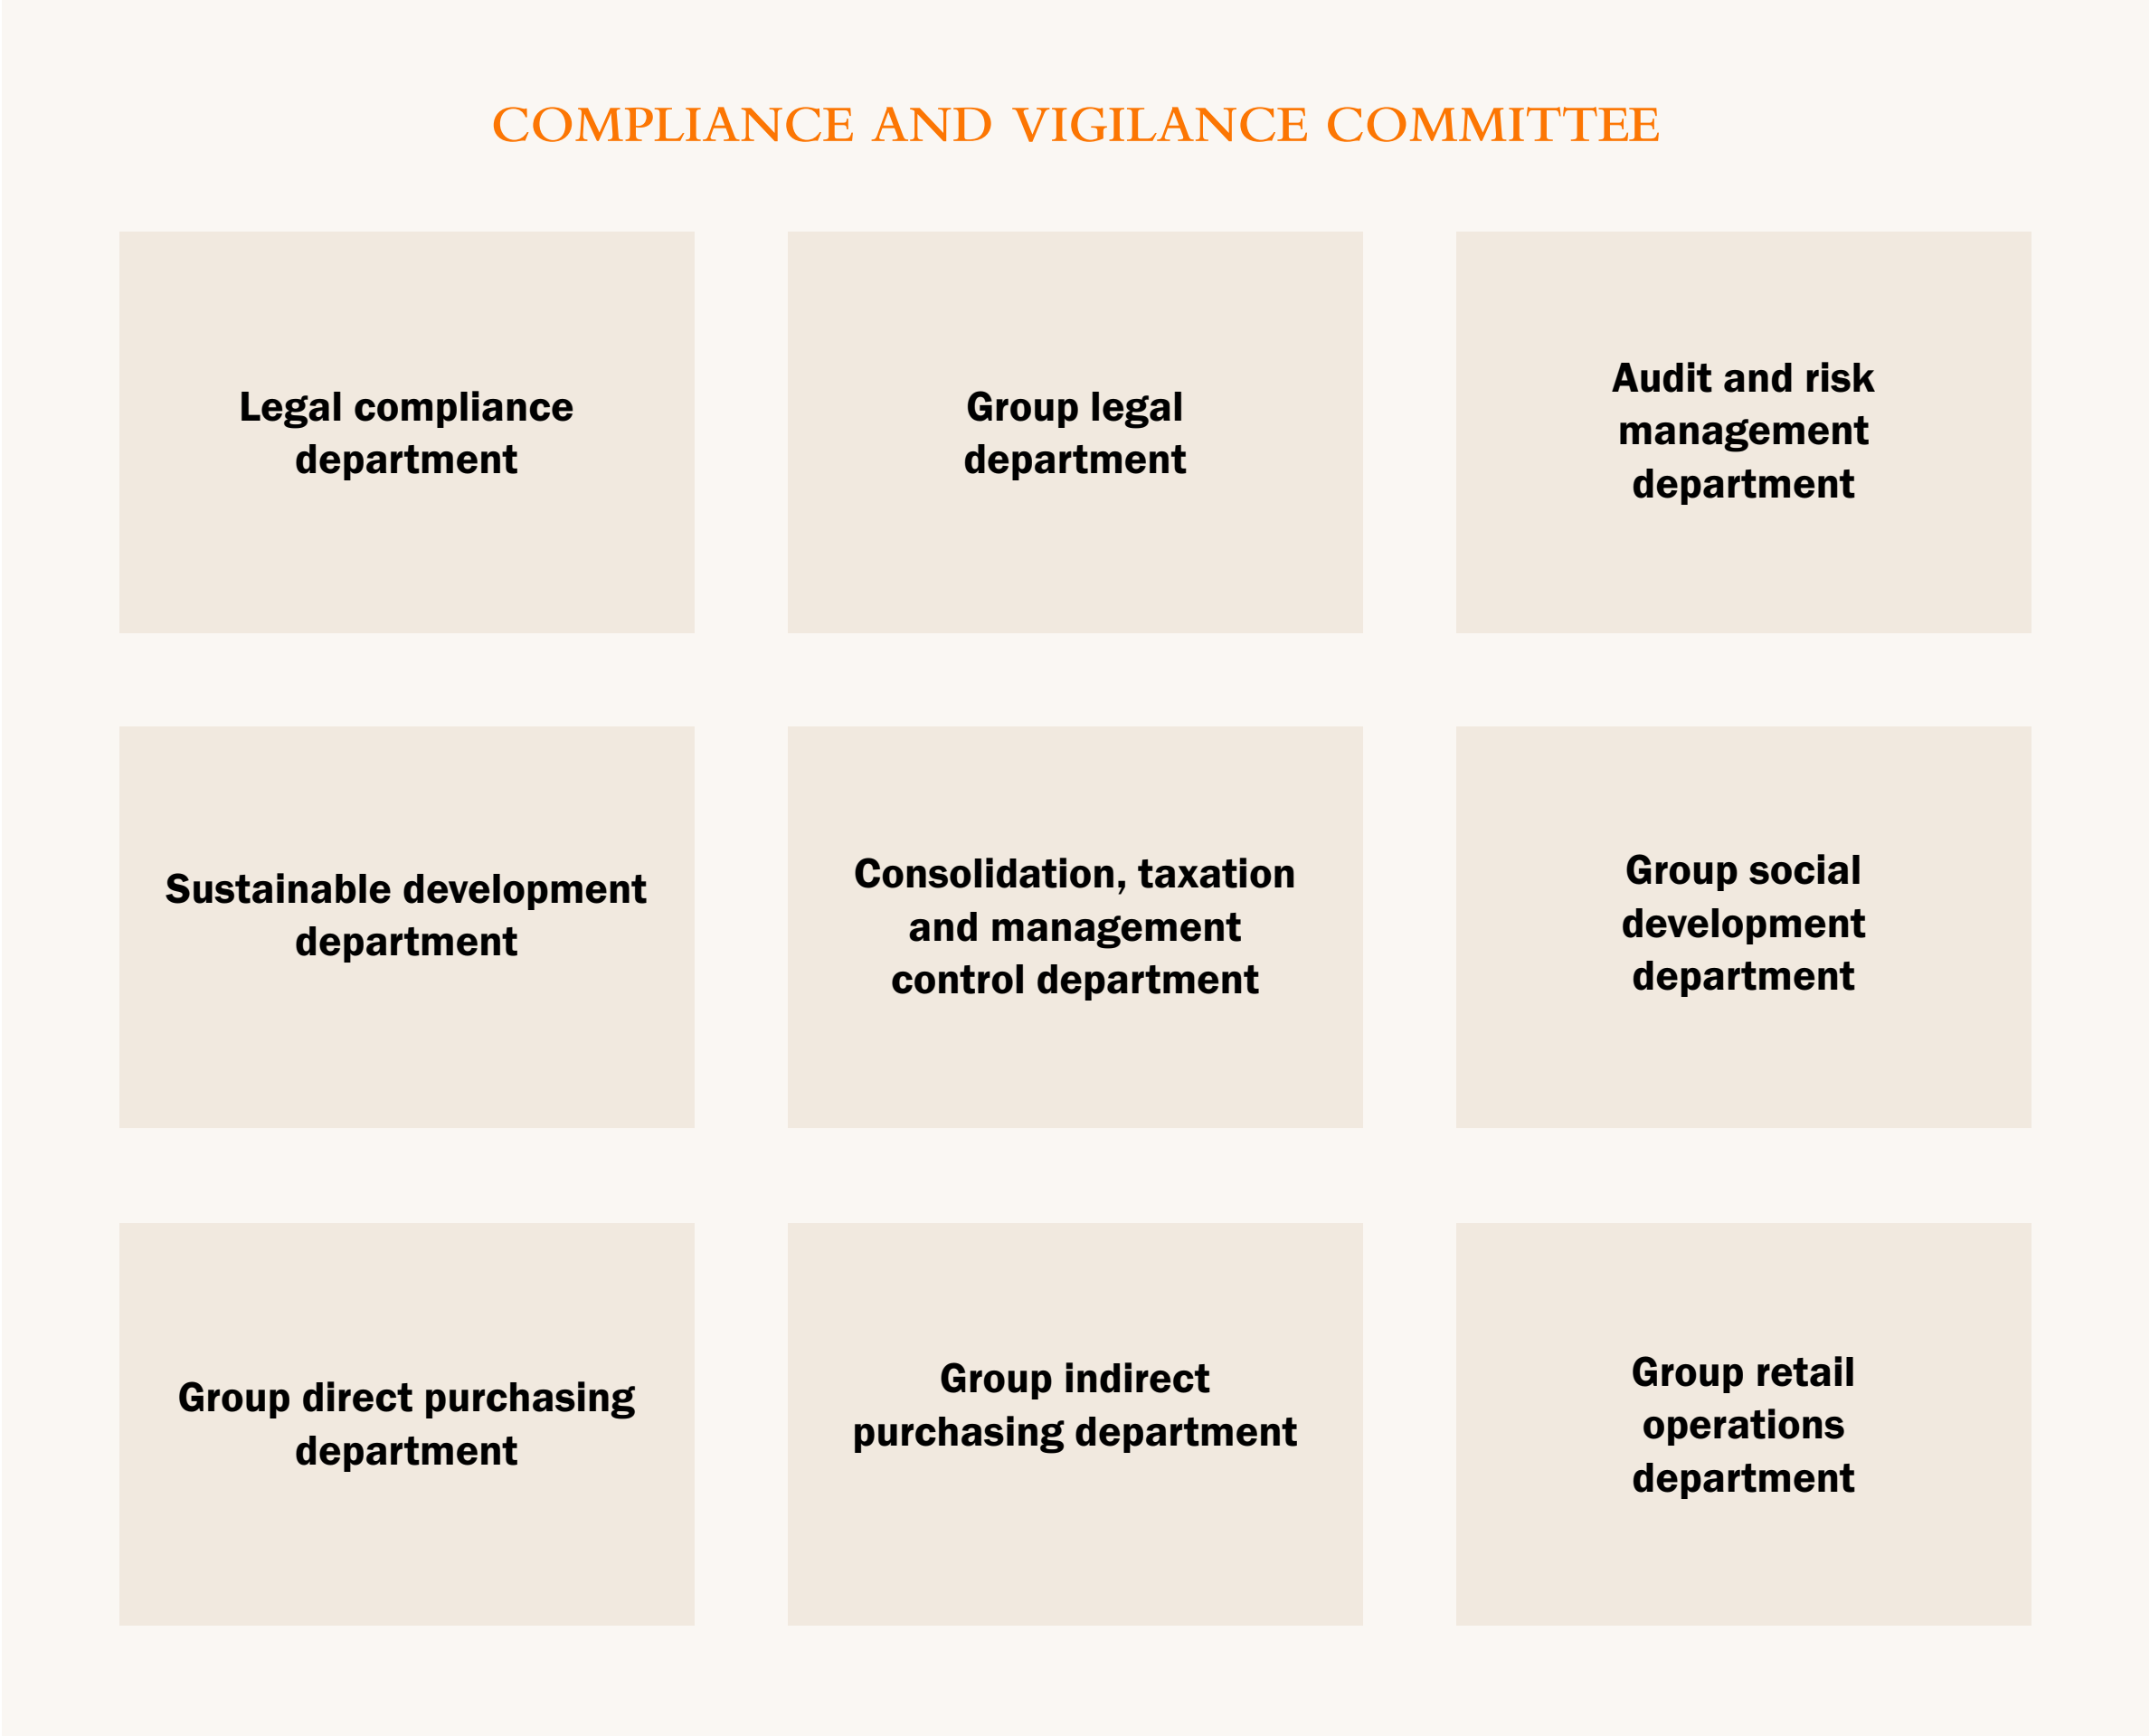 COMPLIANCE AND VIGILANCE COMMITTEE
Legal compliance
department
Group legal
department
Audit and risk
management
department
Sustainable development
department
Consolidation, taxation
and management
control department
Group social
development
department
Group direct purchasing
department
Group indirect
purchasing department
Group retail
operations
department